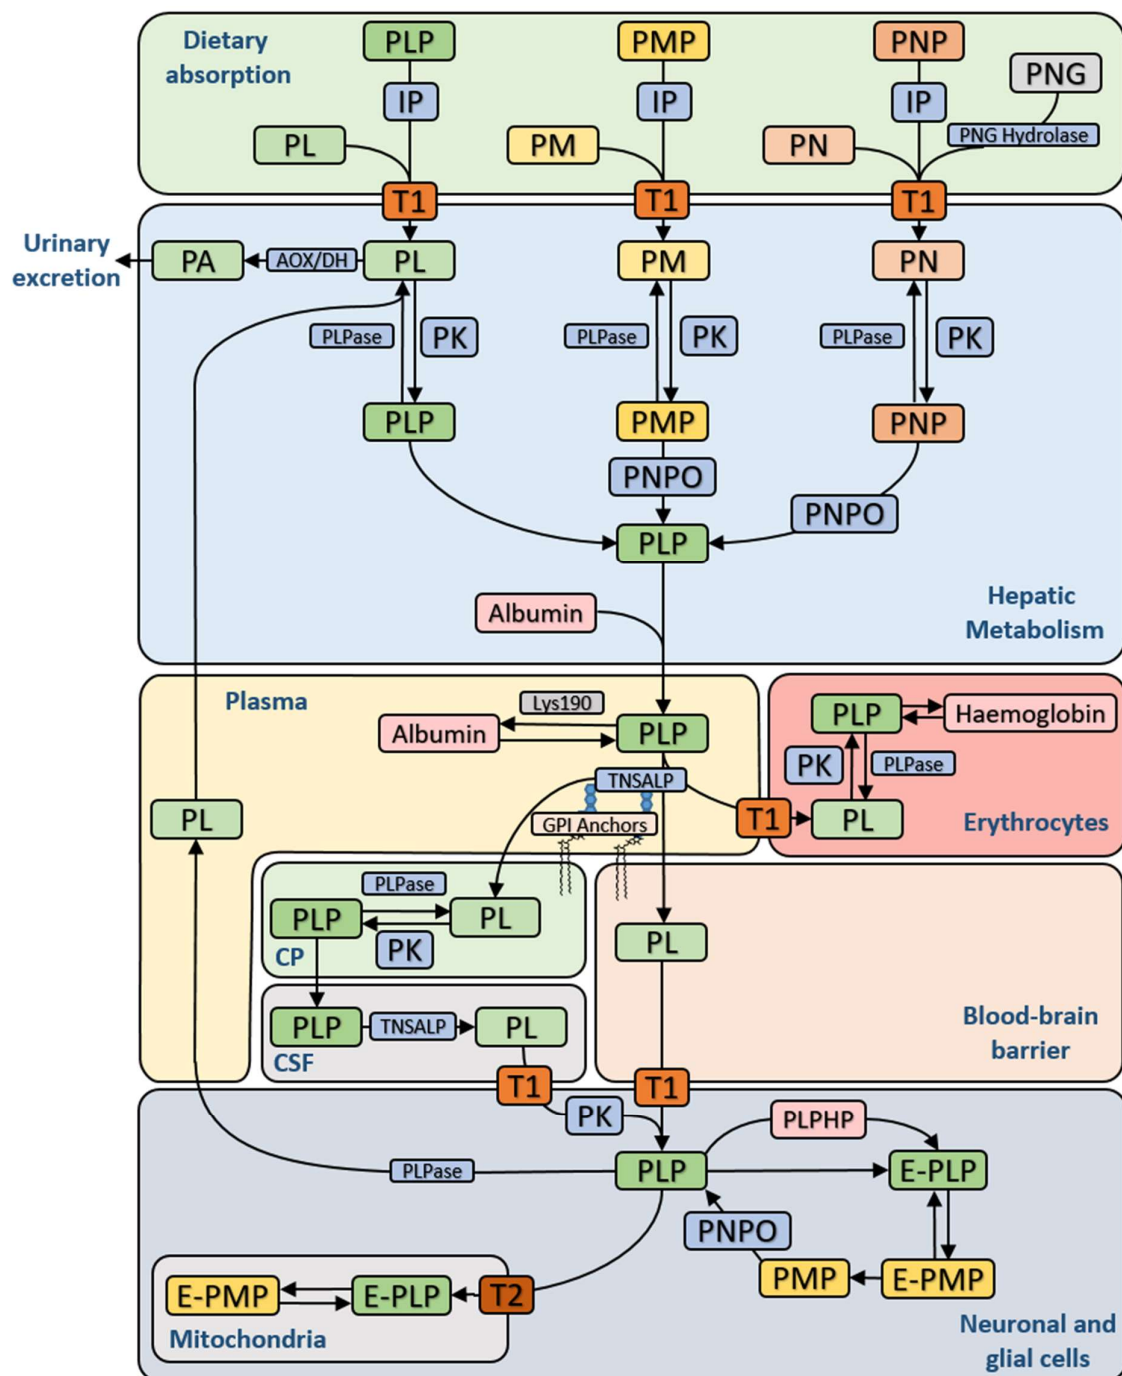 Dietary
absorption
PLP
PMP
PNP
PNG
IP
IP
IP
PNG Hydrolase
PL
PM
PN
T1
T1
T1
Urinary
excretion
PA
AOX/DH
PL
PM
PN
PLPase
PK
PLPase
PK
PLPase
PK
PLP
PMP
PNP
PNPO
PNPO
PLP
Albumin
Hepatic
Metabolism
Plasma
Lys190
Albumin
PLP
TNSALP
GPI Anchors
T1
PLP
Haemoglobin
PK
PLPase
PL
Erythrocytes
PL
PLPase
PLP
PL
PK
CP
PL
Blood-brain
barrier
PLP
TNSALP
PL
CSF
T1
T1
PK
PLPHP
PLPase
PLP
E-PLP
PNPO
PMP
E-PMP
E-PMP
E-PLP
T2
Mitochondria
Neuronal and
glial cells